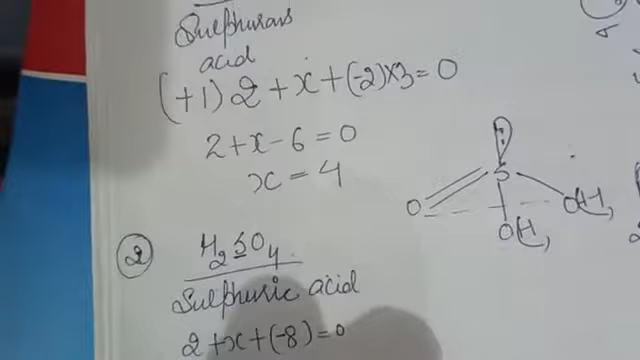 Sulphurous
acid
(+1)2+x+(-2)×3=0
2+x-6=0
x=4
S
O
OH,
OH,
2
H₂SO₄
Sulphuric acid
2+x+(-8)=0